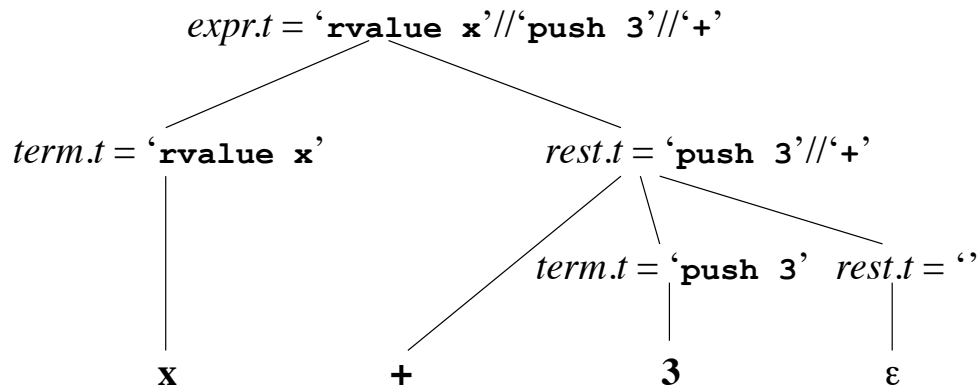 expr.t = ‘rvalue x’//‘push 3’//‘+’
term.t = ‘rvalue x’ rest.t = ‘push 3’//‘+’
term.t = ‘push 3’ rest.t = ‘’
x + 3 ε